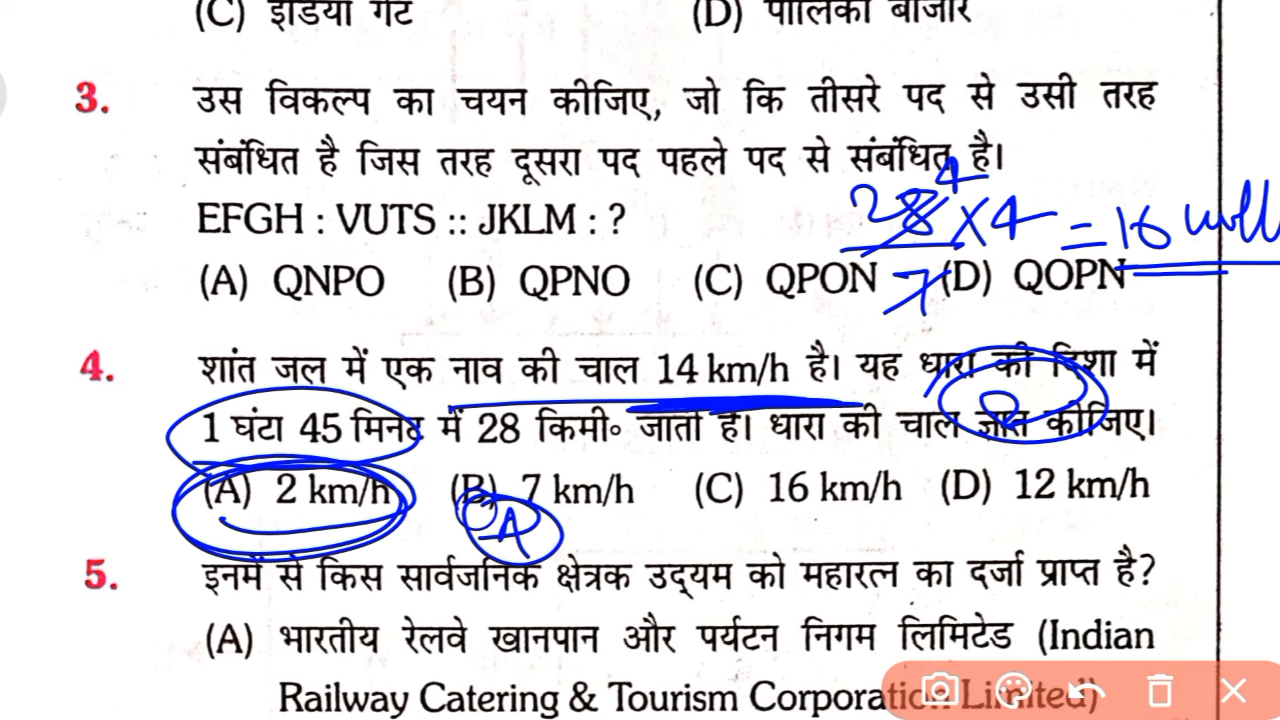 (C) इंडिया गेट (D) पालिका बाजार
3. उस विकल्प का चयन कीजिए, जो कि तीसरे पद से उसी तरह
संबंधित है जिस तरह दूसरा पद पहले पद से संबंधित है।
28 4 × 4 = 16
7
EFGH : VUTS :: JKLM : ?
(A) QNPO (B) QPNO (C) QPON (D) QOPN
4. शांत जल में एक नाव की चाल 14 km/h है। यह धारा की दिशा में
1 घंटा 45 मिनट में 28 किमी॰ जाती है। धारा की चाल ज्ञात कीजिए।
(A) 2 km/h (B) 7 km/h (C) 16 km/h (D) 12 km/h
A
5. इनमें से किस सार्वजनिक क्षेत्रक उद्यम को महारत्न का दर्जा प्राप्त है?
(A) भारतीय रेलवे खानपान और पर्यटन निगम लिमिटेड (Indian
Railway Catering & Tourism Corporation Limited)